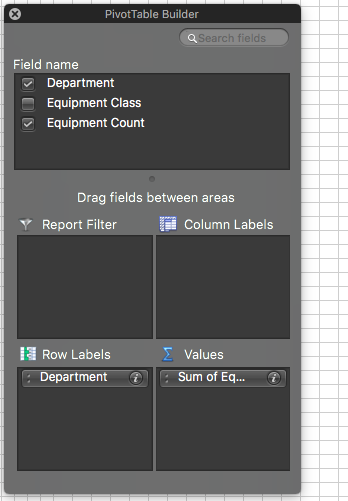 PivotTable Builder
Search fields
Field name
Department
Equipment Class
Equipment Count
Drag fields between areas
Report Filter
Column Labels
Row Labels
Values
Department
Sum of Eq...